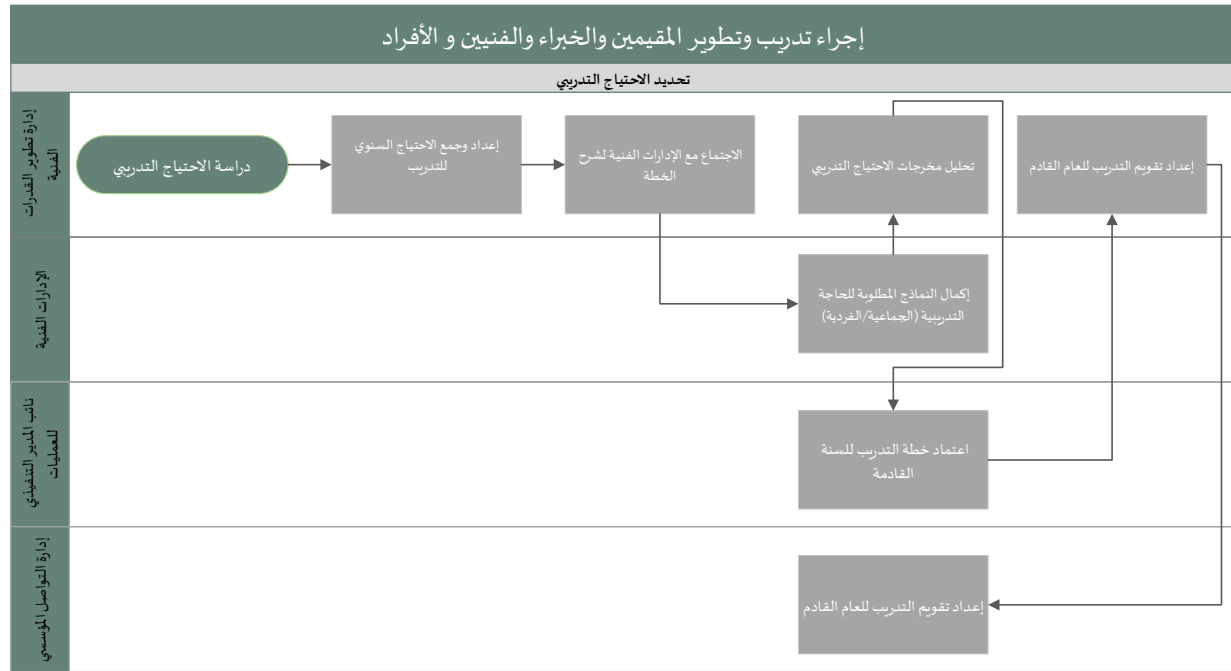 إجراء تدريب وتطوير المقيمين والخبراء والفنيين و الأفراد
تحديد الاحتياج التدريبي
إدارة تطوير القدرات
الفنية
دراسة الاحتياج التدريبي
إعداد وجمع الاحتياج السنوي
للتدريب
الاجتماع مع الإدارات الفنية لشرح
الخطة
تحليل مخرجات الاحتياج التدريبي
إعداد تقويم التدريب للعام القادم
الإدارات الفنية
إكمال النماذج المطلوبة للحاجة
التدريبية (الجماعية/الفردية)
نائب المدير التنفيذي
للعمليات
اعتماد خطة التدريب للسنة
القادمة
إدارة التواصل المؤسسي
إعداد تقويم التدريب للعام القادم